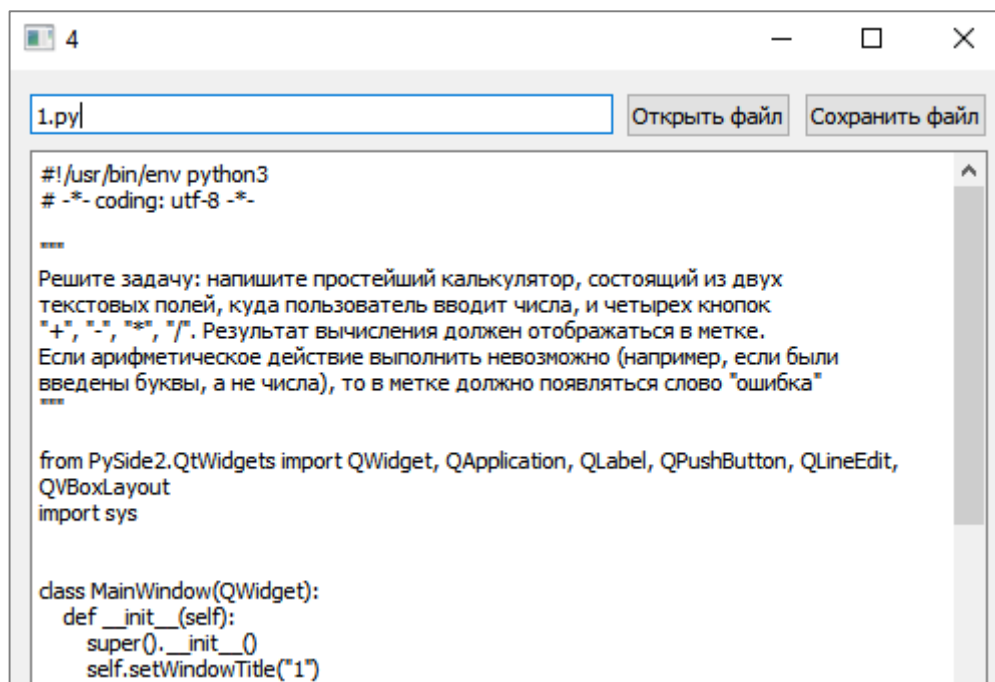 4
1.py
Открыть файл
Сохранить файл
#!/usr/bin/env python3
# -*- coding: utf-8 -*-
"""
Решите задачу: напишите простейший калькулятор, состоящий из двух
текстовых полей, куда пользователь вводит числа, и четырех кнопок
"+", "-", "*", "/". Результат вычисления должен отображаться в метке.
Если арифметическое действие выполнить невозможно (например, если были
введены буквы, а не числа), то в метке должно появляться слово "ошибка"
"""
from PySide2.QtWidgets import QWidget, QApplication, QLabel, QPushButton, QLineEdit,
QVBoxLayout
import sys
class MainWindow(QWidget):
def __init__(self):
super().__init__()
self.setWindowTitle("1")